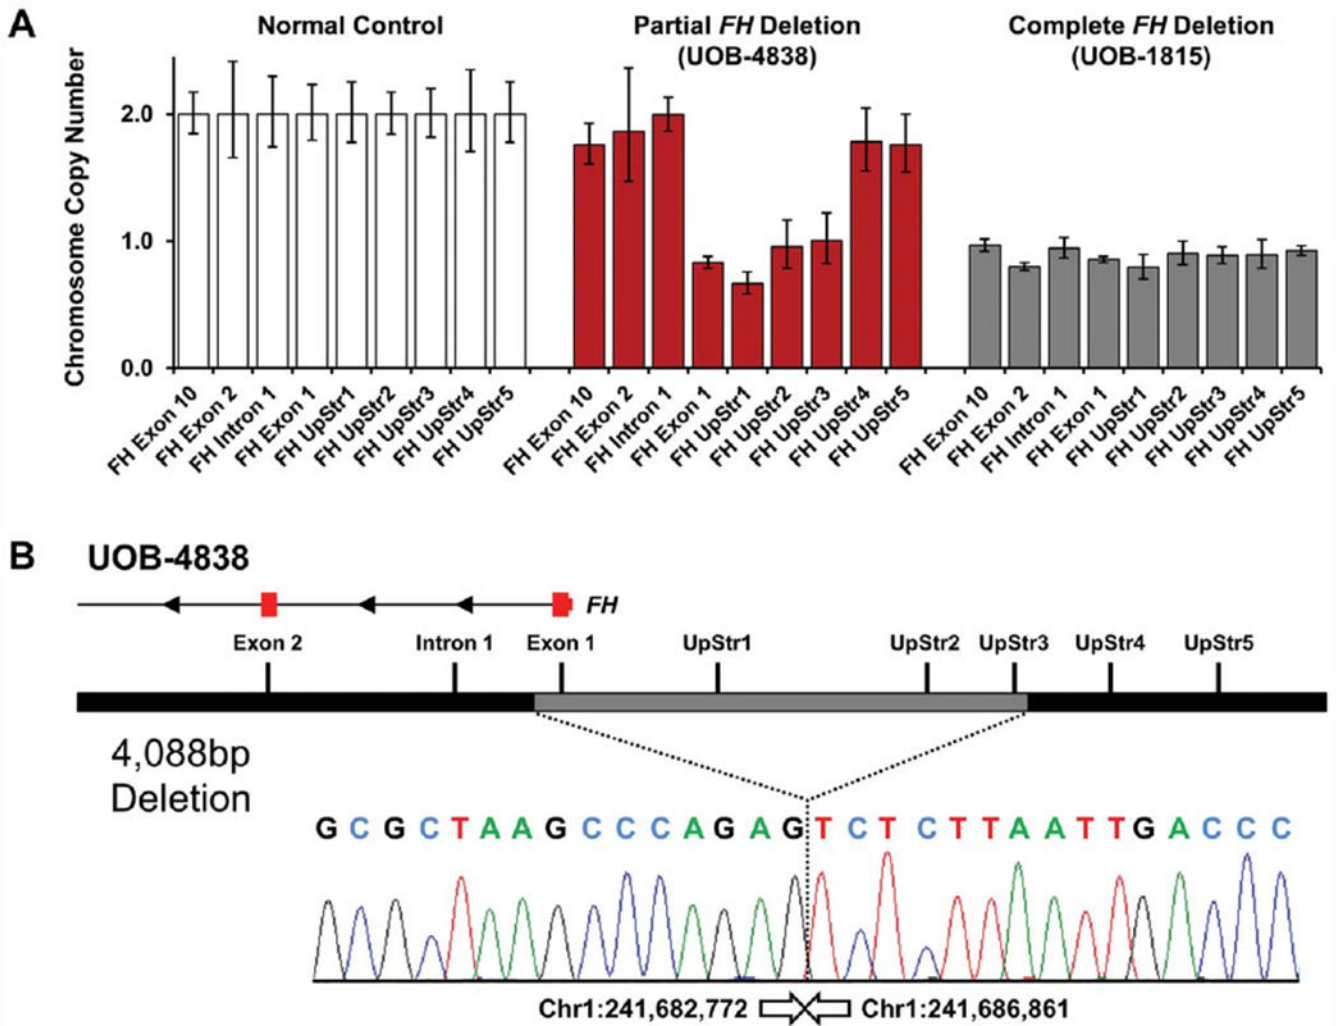 A
Normal Control
Partial FH Deletion
(UOB-4838)
Complete FH Deletion
(UOB-1815)
Chromosome Copy Number
2.0
1.0
0.0
FH Exon 10
FH Exon 2
FH Intron 1
FH Exon 1
FH UpStr1
FH UpStr2
FH UpStr3
FH UpStr4
FH UpStr5
FH Exon 10
FH Exon 2
FH Intron 1
FH Exon 1
FH UpStr1
FH UpStr2
FH UpStr3
FH UpStr4
FH UpStr5
FH Exon 10
FH Exon 2
FH Intron 1
FH Exon 1
FH UpStr1
FH UpStr2
FH UpStr3
FH UpStr4
FH UpStr5
B
UOB-4838
FH
Exon 2 Intron 1 Exon 1 UpStr1 UpStr2 UpStr3 UpStr4 UpStr5
4,088bp
Deletion
G C G C T A A G C C C A G A G T C T C T T A A T T G A C C C
Chr1:241,682,772 Chr1:241,686,861